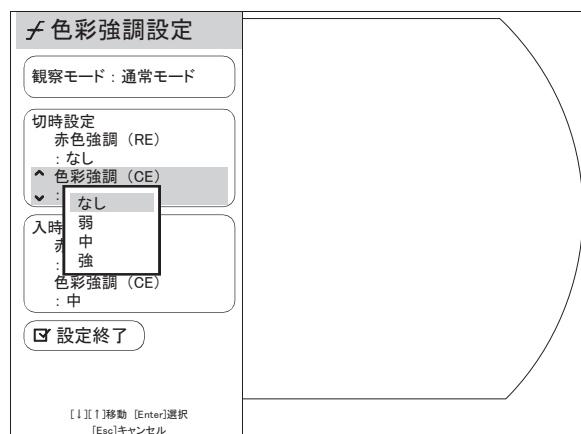 色彩強調設定
観察モード : 通常モード
切時設定
赤色強調 (RE)
: なし
色彩強調 (CE)
:
なし
弱
中
強
入時
赤
:
色彩強調 (CE)
: 中
設定終了
[↓][↑]移動 [Enter]選択
[Esc]キャンセル